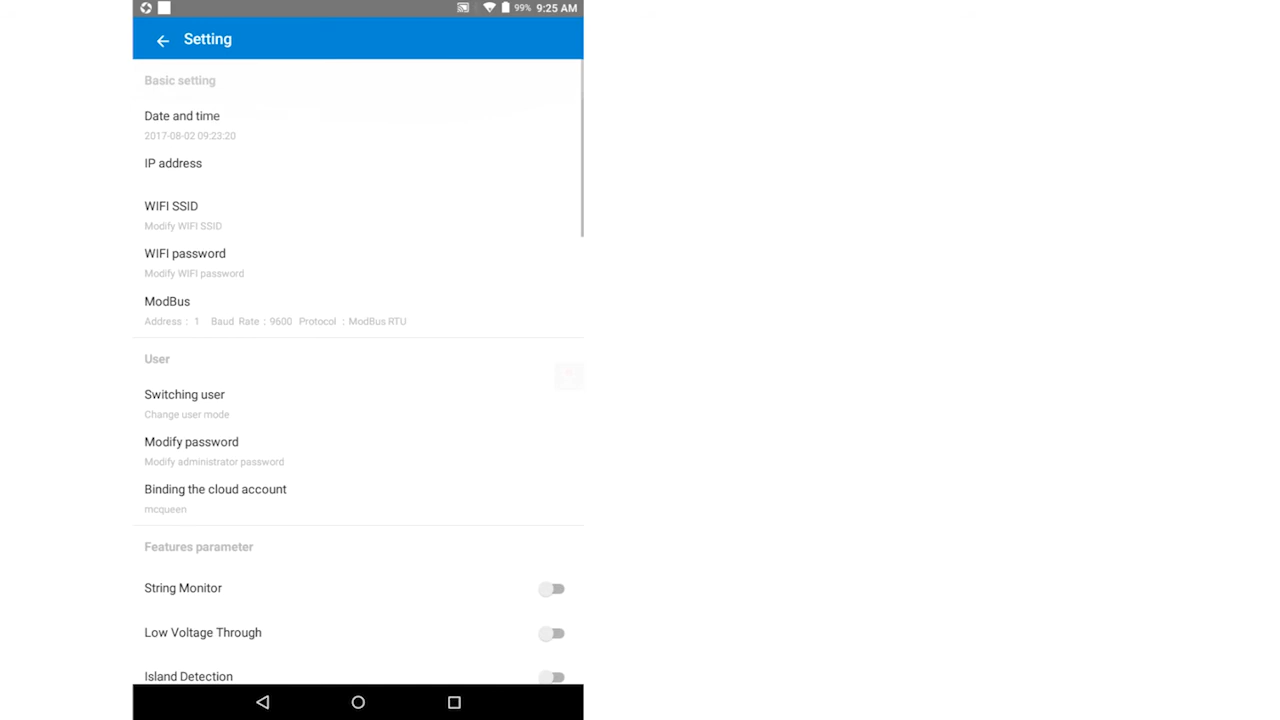 99% 9:25 AM
Setting
Basic setting
Date and time
2017-08-02 09:23:20
IP address
WIFI SSID
Modify WIFI SSID
WIFI password
Modify WIFI password
ModBus
Address : 1 Baud Rate : 9600 Protocol : ModBus RTU
User
Switching user
Change user mode
Modify password
Modify administrator password
Binding the cloud account
mcqueen
Features parameter
String Monitor
Low Voltage Through
Island Detection